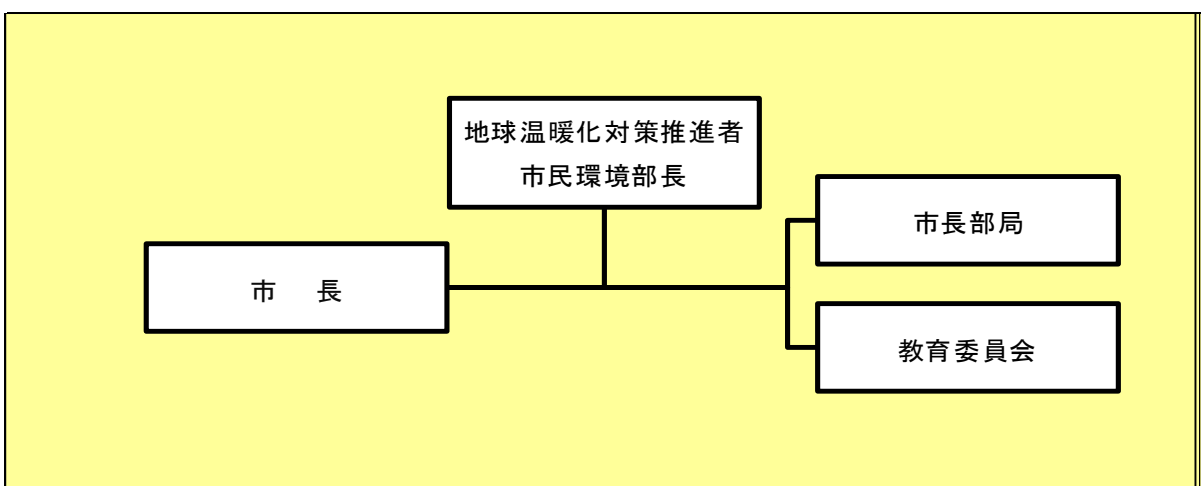 地球温暖化対策推進者
市民環境部長
市長部局
市　長
教育委員会